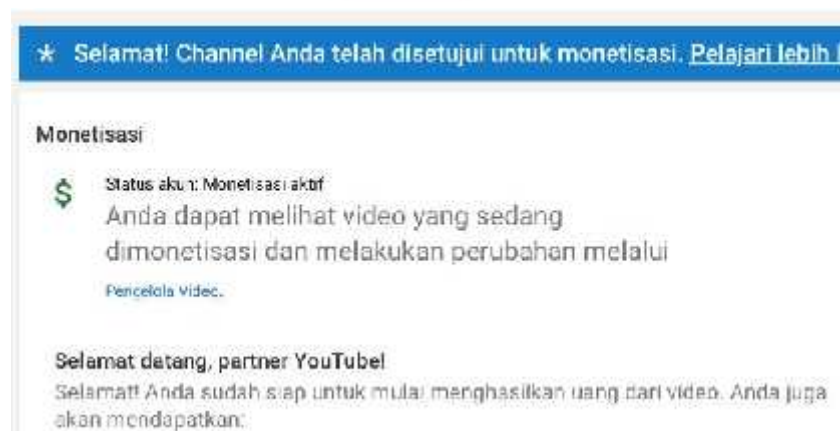 * Selamat! Channel Anda telah disetujui untuk monetisasi. Pelajari lebih
Monetisasi
$
Status akun: Monetisasi aktif
Anda dapat melihat video yang sedang
dimonetisasi dan melakukan perubahan melalui
Pengelola Video.
Selamat datang, partner YouTube!
Selamat! Anda sudah siap untuk mulai menghasilkan uang dari video. Anda juga
akan mendapatkan: